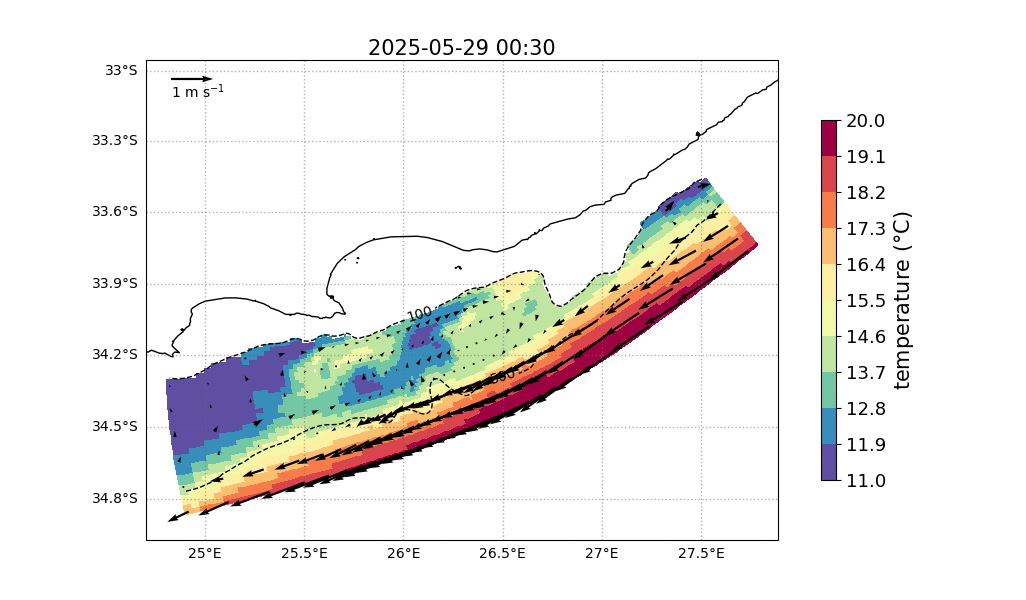 2025-05-29 00:30
33°S
1 m s⁻¹
33.3°S
33.6°S
33.9°S
34.2°S
34.5°S
34.8°S
100
25°E
25.5°E
26°E
26.5°E
27°E
27.5°E
20.0
19.1
18.2
17.3
16.4
15.5
14.6
13.7
12.8
11.9
11.0
temperature (°C)